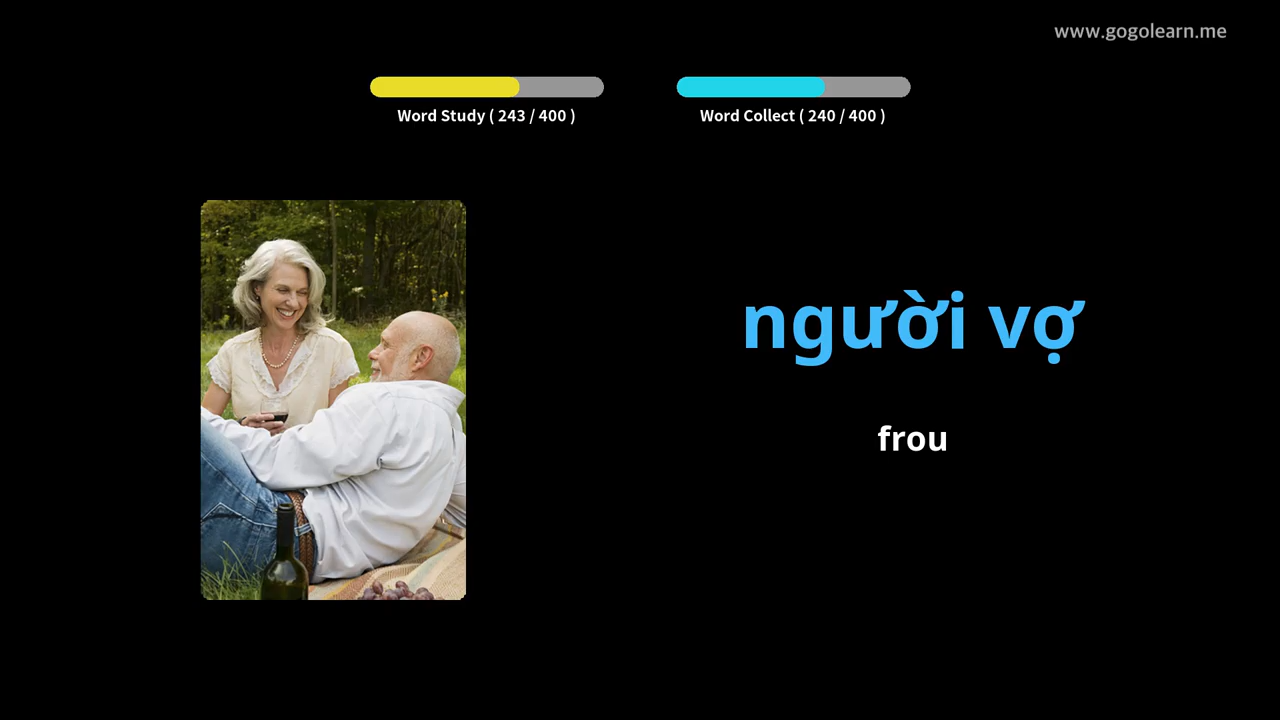 www.gogolearn.me
Word Study ( 243 / 400 )
Word Collect ( 240 / 400 )
người vợ
frou